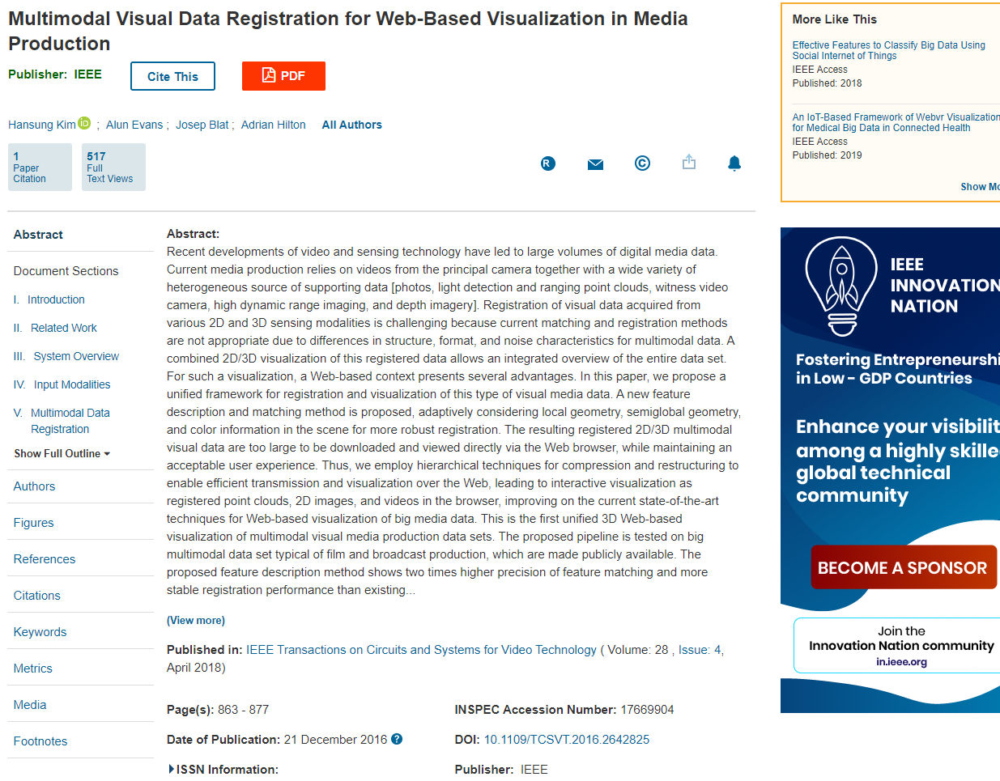 Multimodal Visual Data Registration for Web-Based Visualization in Media
Production
Publisher: IEEE
Cite This
PDF
Hansung Kim iD ; Alun Evans ; Josep Blat ; Adrian Hilton All Authors
1
Paper
Citation
517
Full
Text Views
R
©
Abstract
Document Sections
I. Introduction
II. Related Work
III. System Overview
IV. Input Modalities
V. Multimodal Data
Registration
Show Full Outline
Authors
Figures
References
Citations
Keywords
Metrics
Media
Footnotes
Abstract:
Recent developments of video and sensing technology have led to large volumes of digital media data.
Current media production relies on videos from the principal camera together with a wide variety of
heterogeneous source of supporting data [photos, light detection and ranging point clouds, witness video
camera, high dynamic range imaging, and depth imagery]. Registration of visual data acquired from
various 2D and 3D sensing modalities is challenging because current matching and registration methods
are not appropriate due to differences in structure, format, and noise characteristics for multimodal data. A
combined 2D/3D visualization of this registered data allows an integrated overview of the entire data set.
For such a visualization, a Web-based context presents several advantages. In this paper, we propose a
unified framework for registration and visualization of this type of visual media data. A new feature
description and matching method is proposed, adaptively considering local geometry, semiglobal geometry,
and color information in the scene for more robust registration. The resulting registered 2D/3D multimodal
visual data are too large to be downloaded and viewed directly via the Web browser, while maintaining an
acceptable user experience. Thus, we employ hierarchical techniques for compression and restructuring to
enable efficient transmission and visualization over the Web, leading to interactive visualization as
registered point clouds, 2D images, and videos in the browser, improving on the current state-of-the-art
techniques for Web-based visualization of big media data. This is the first unified 3D Web-based
visualization of multimodal visual media production data sets. The proposed pipeline is tested on big
multimodal data set typical of film and broadcast production, which are made publicly available. The
proposed feature description method shows two times higher precision of feature matching and more
stable registration performance than existing...
(View more)
Published in: IEEE Transactions on Circuits and Systems for Video Technology ( Volume: 28 , Issue: 4,
April 2018)
Page(s): 863 - 877
INSPEC Accession Number: 17669904
Date of Publication: 21 December 2016 ?
DOI: 10.1109/TCSVT.2016.2642825
ISSN Information:
Publisher: IEEE
More Like This
Effective Features to Classify Big Data Using
Social Internet of Things
IEEE Access
Published: 2018
An IoT-Based Framework of Webvr Visualization
for Medical Big Data in Connected Health
IEEE Access
Published: 2019
Show Mo
IEEE
INNOVATION
NATION
Fostering Entrepreneurshi
in Low - GDP Countries
Enhance your visibilit
among a highly skille
global technical
community
BECOME A SPONSOR
Join the
Innovation Nation community
in.ieee.org